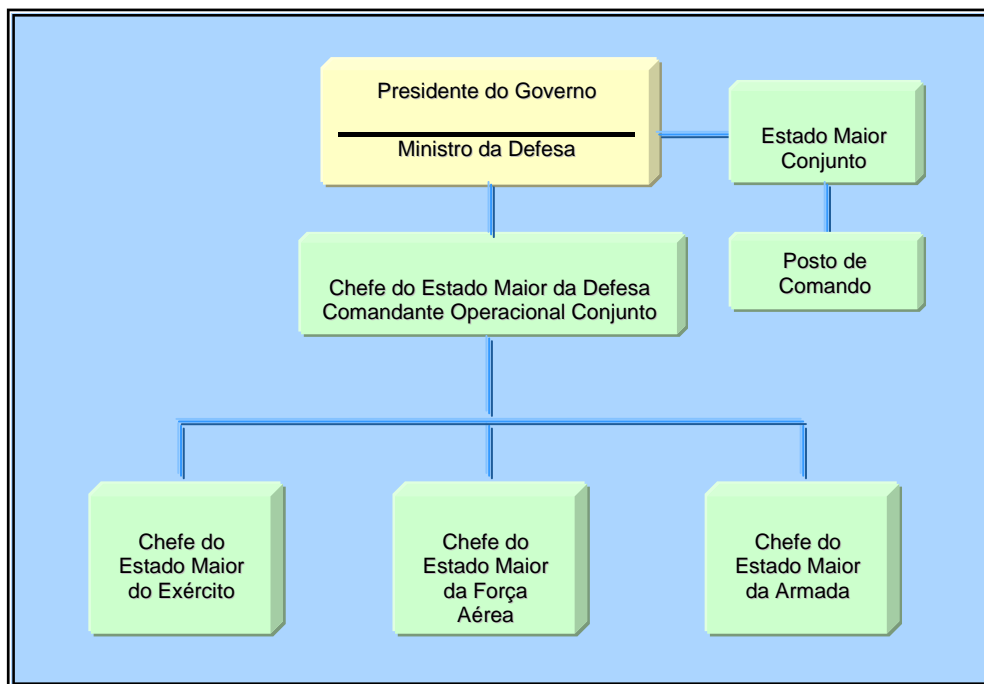 Presidente do Governo
Ministro da Defesa
Estado Maior
Conjunto
Chefe do Estado Maior da Defesa
Comandante Operacional Conjunto
Posto de
Comando
Chefe do
Estado Maior
do Exército
Chefe do
Estado Maior
da Força
Aérea
Chefe do
Estado Maior
da Armada